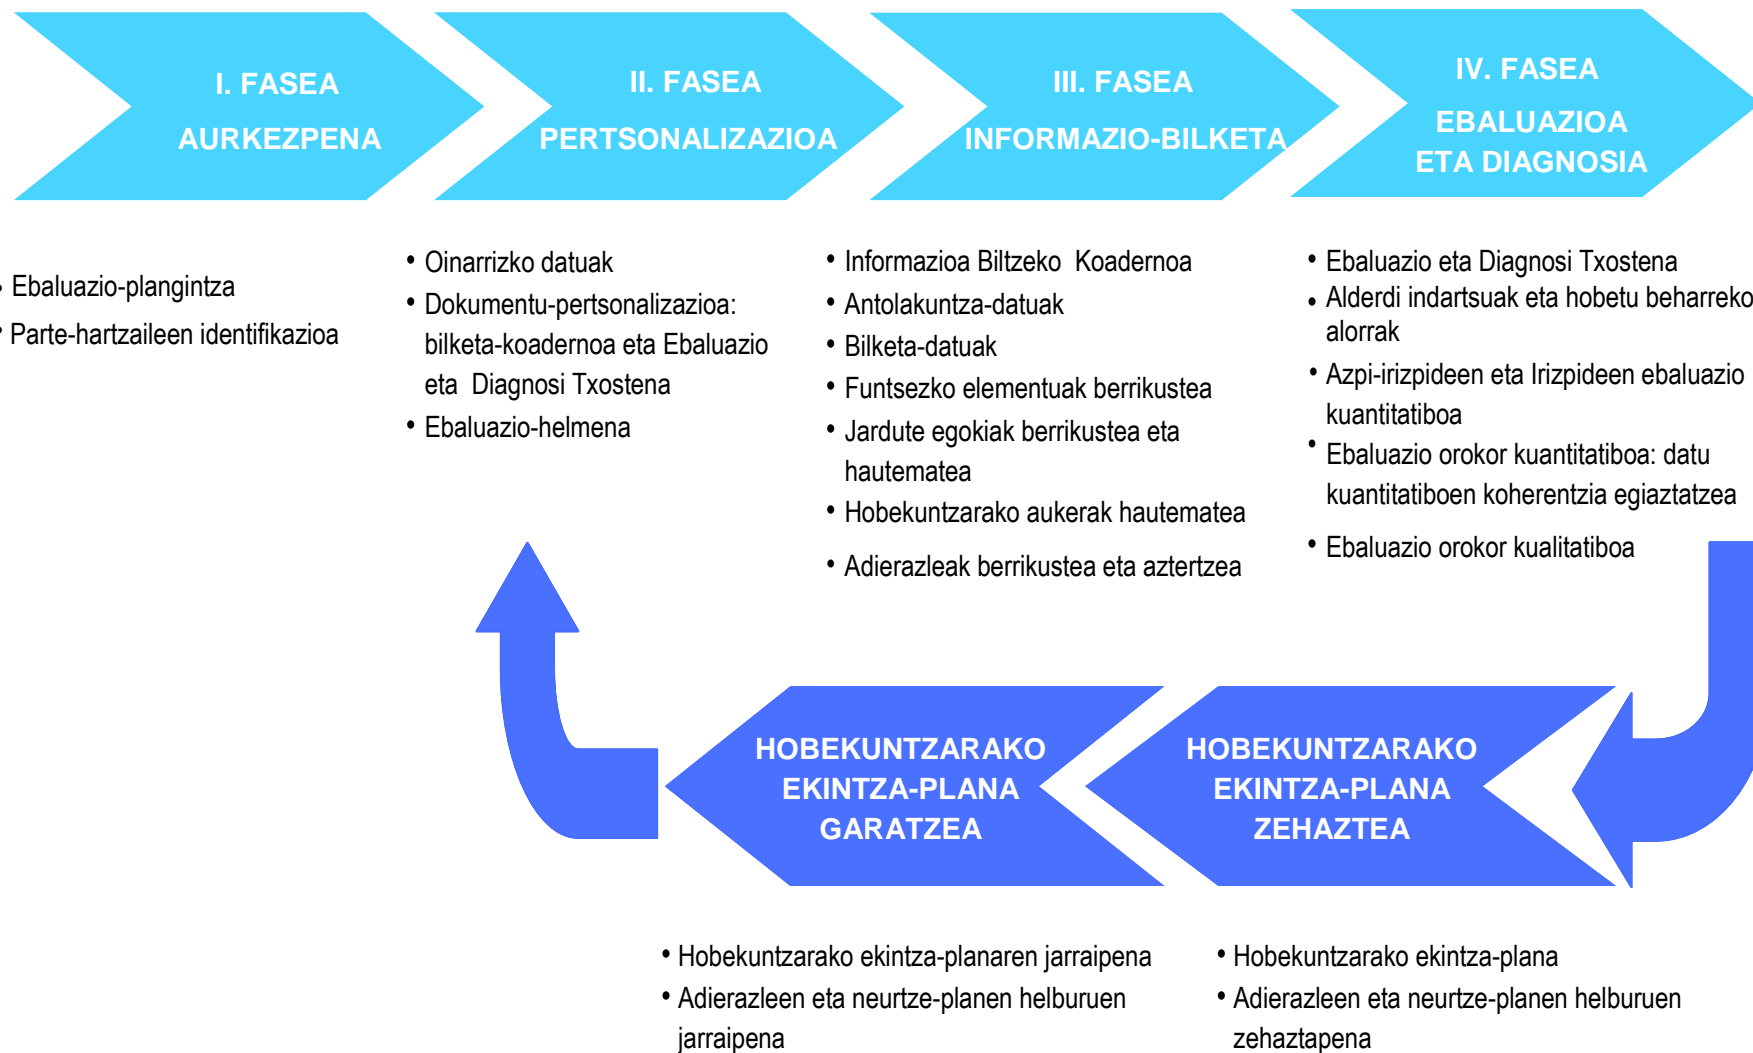 I. FASEA
AURKEZPENA
II. FASEA
PERTSONALIZAZIOA
III. FASEA
INFORMAZIO-BILKETA
IV. FASEA
EBALUAZIOA
ETA DIAGNOSIA
• Ebaluazio-plangintza
• Parte-hartzaileen identifikazioa
• Oinarrizko datuak
• Dokumentu-pertsonalizazioa:
bilketa-koadernoa eta Ebaluazio
eta Diagnosi Txostena
• Ebaluazio-helmena
• Informazioa Biltzeko Koadernoa
• Antolakuntza-datuak
• Bilketa-datuak
• Funtsezko elementuak berrikustea
• Jardute egokiak berrikustea eta
hautematea
• Hobekuntzarako aukerak hautematea
• Adierazleak berrikustea eta aztertzea
• Ebaluazio eta Diagnosi Txostena
• Alderdi indartsuak eta hobetu beharreko
alorrak
• Azpi-irizpideen eta Irizpideen ebaluazio
kuantitatiboa
• Ebaluazio orokor kuantitatiboa: datu
kuantitatiboen koherentzia egiaztatzea
• Ebaluazio orokor kualitatiboa
HOBEKUNTZARAKO
EKINTZA-PLANA
GARATZEA
HOBEKUNTZARAKO
EKINTZA-PLANA
ZEHAZTEA
• Hobekuntzarako ekintza-planaren jarraipena
• Adierazleen eta neurtze-planen helburuen
jarraipena
• Hobekuntzarako ekintza-plana
• Adierazleen eta neurtze-planen helburuen
zehaztapena